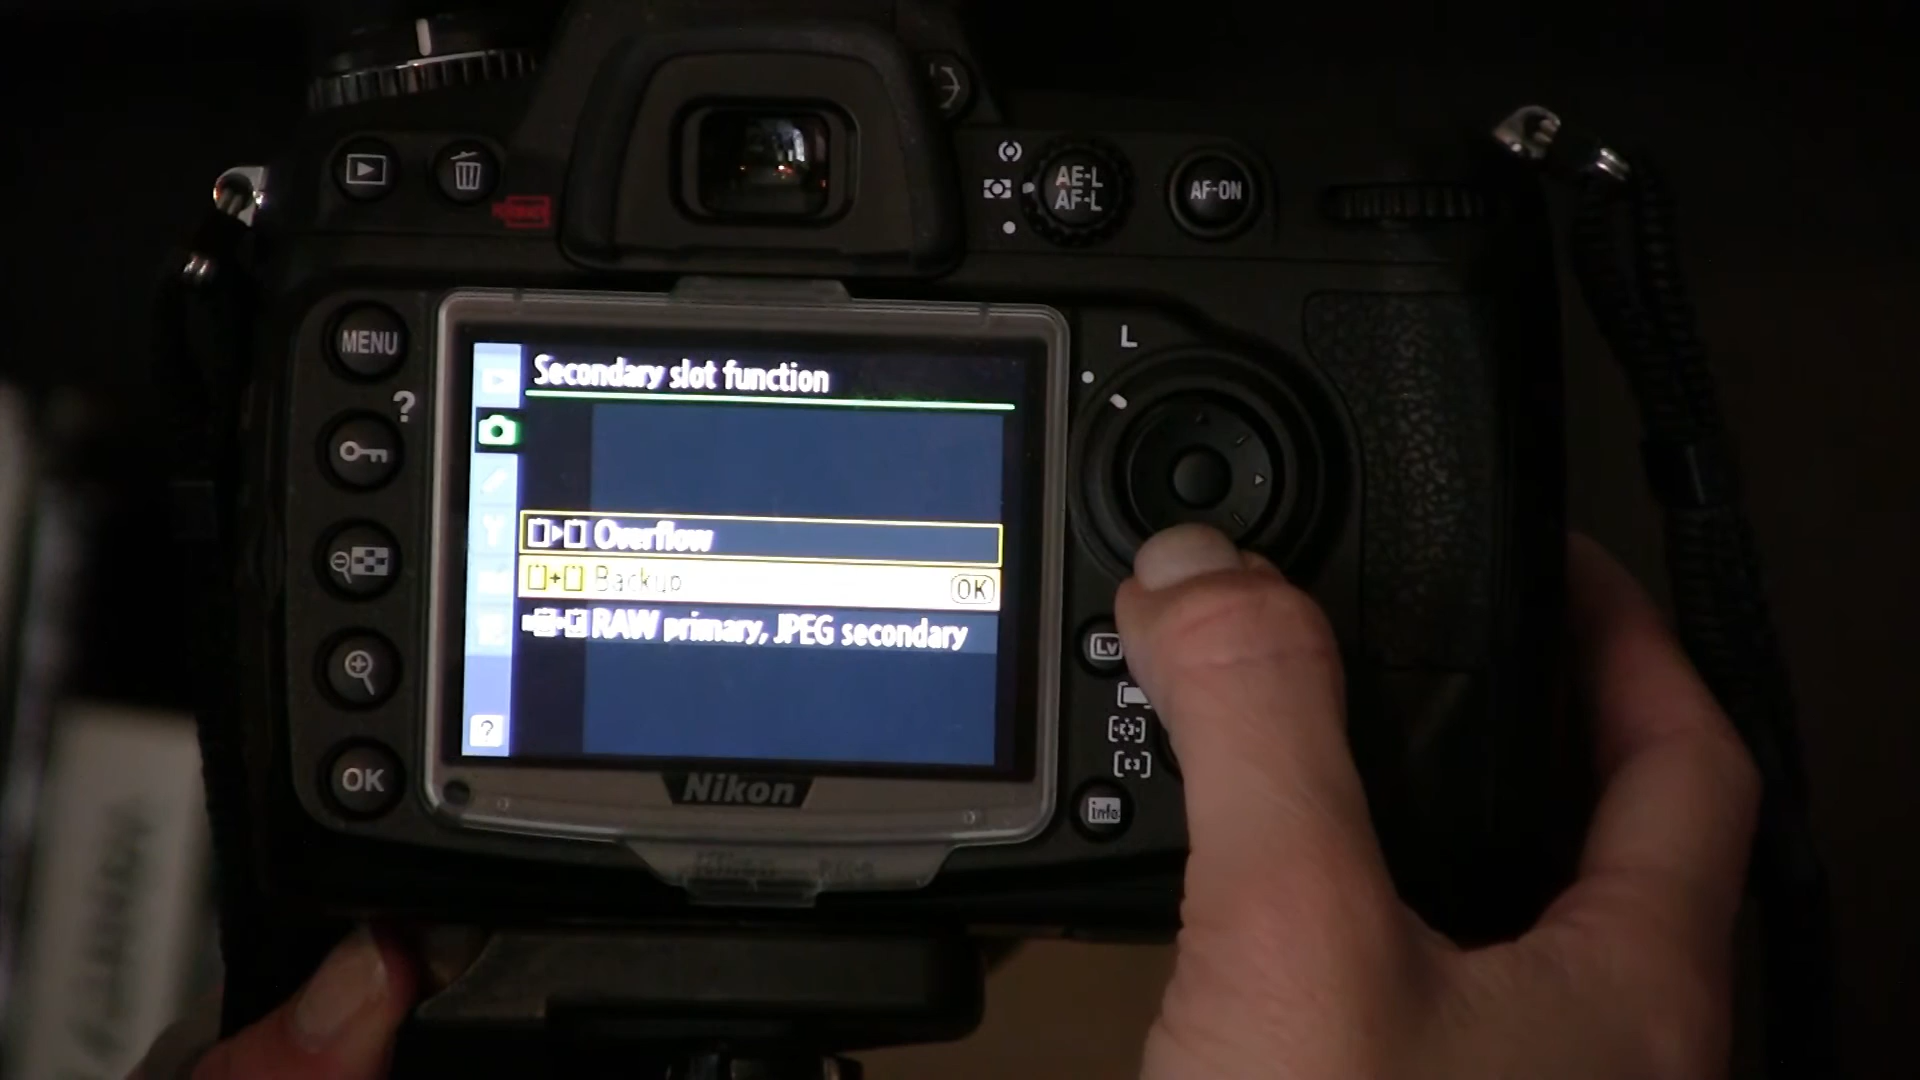 AE-L
AF-L
AF-ON
MENU
?
L
Secondary slot function
Overflow
Backup
OK
RAW primary, JPEG secondary
?
Lv
OK
Nikon
info
Nikon